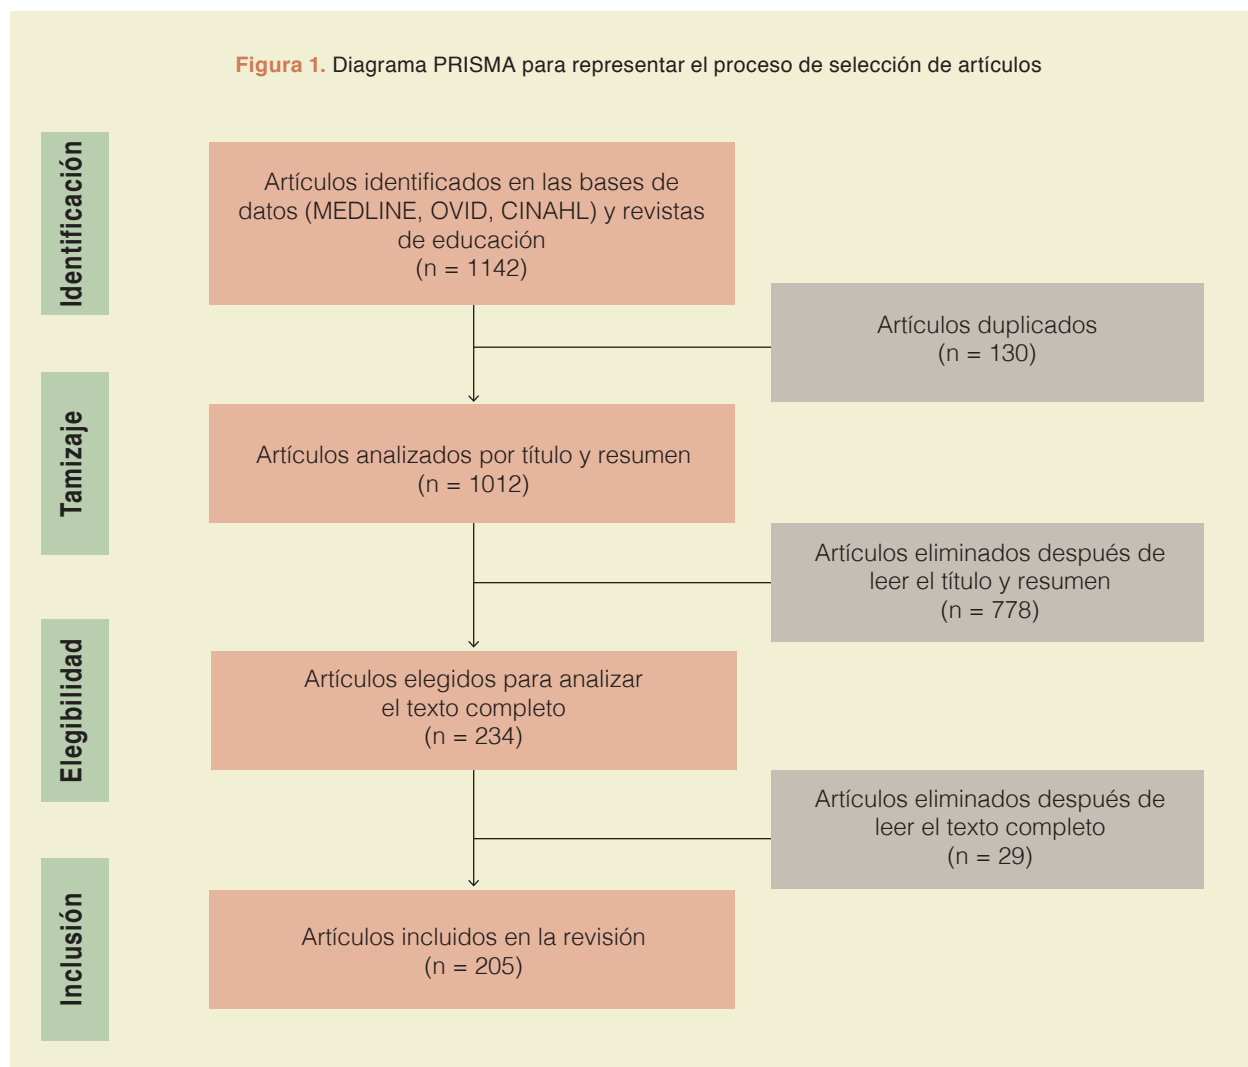 Figura 1. Diagrama PRISMA para representar el proceso de selección de artículos
Identificación
Artículos identificados en las bases de
datos (MEDLINE, OVID, CINAHL) y revistas
de educación
(n = 1142)
Artículos duplicados
(n = 130)
Tamizaje
Artículos analizados por título y resumen
(n = 1012)
Artículos eliminados después de
leer el título y resumen
(n = 778)
Elegibilidad
Artículos elegidos para analizar
el texto completo
(n = 234)
Artículos eliminados después de
leer el texto completo
(n = 29)
Inclusión
Artículos incluidos en la revisión
(n = 205)